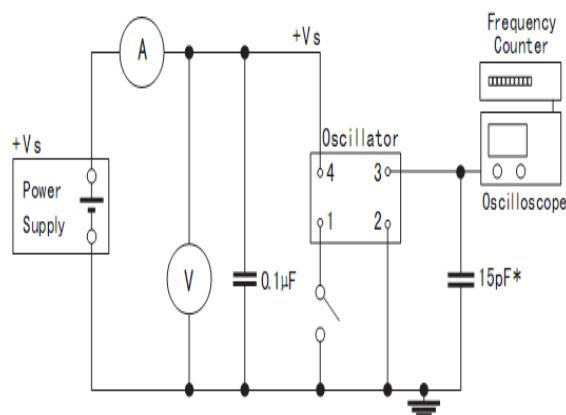 Frequency
Counter
+Vs
A
Oscillator
+Vs
4
3
Power
Supply
1
2
Oscilloscope
V
0.1μF
15pF*